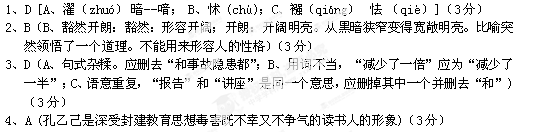 1、D [A、濯（zhuó）暗--喑； B、怵(chù)；C、襁(qiǎng) 怯 (qiè)]（3分）
2、B（B、豁然开朗：豁然：形容开阔；开朗：开阔明亮。从黑暗狭窄变得宽敞明亮。比喻突
然领悟了一个道理。不能用来形容人的性格)（3分）
3、D（A、句式杂糅。应删去“和事故隐患都”；B、用词不当，“减少了一倍”应为“减少了
一半”；C、语意重复，“报告”和“讲座”是同一个意思，应删掉其中一个并删去“和”)
（3分）
4、A (孔乙己是深受封建教育思想毒害既不幸又不争气的读书人的形象)（3分）